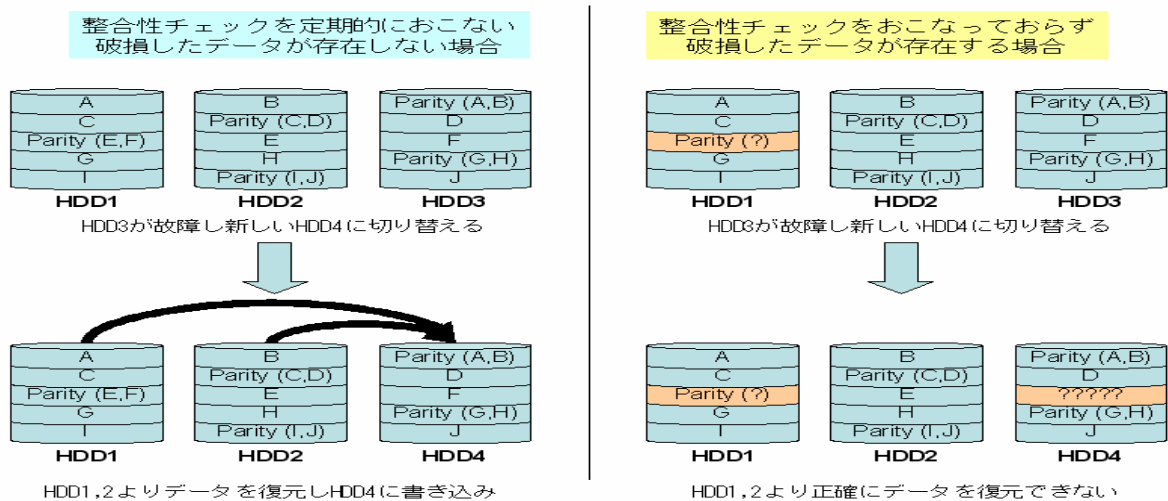 整合性チェックを定期的におこない
破損したデータが存在しない場合
A
C
Parity (E,F)
G
I
HDD1
B
Parity (C,D)
E
H
Parity (I,J)
HDD2
Parity (A,B)
D
F
Parity (G,H)
J
HDD3
HDD3が故障し新しいHDD4に切り替える
A
C
Parity (E,F)
G
I
HDD1
B
Parity (C,D)
E
H
Parity (I,J)
HDD2
Parity (A,B)
D
F
Parity (G,H)
J
HDD4
HDD1,2よりデータを復元しHDD4に書き込み
整合性チェックをおこなっておらず
破損したデータが存在する場合
A
C
Parity (?)
G
I
HDD1
B
Parity (C,D)
E
H
Parity (I,J)
HDD2
Parity (A,B)
D
F
Parity (G,H)
J
HDD3
HDD3が故障し新しいHDD4に切り替える
A
C
Parity (?)
G
I
HDD1
B
Parity (C,D)
E
H
Parity (I,J)
HDD2
Parity (A,B)
D
?????
Parity (G,H)
J
HDD4
HDD1,2より正確にデータを復元できない